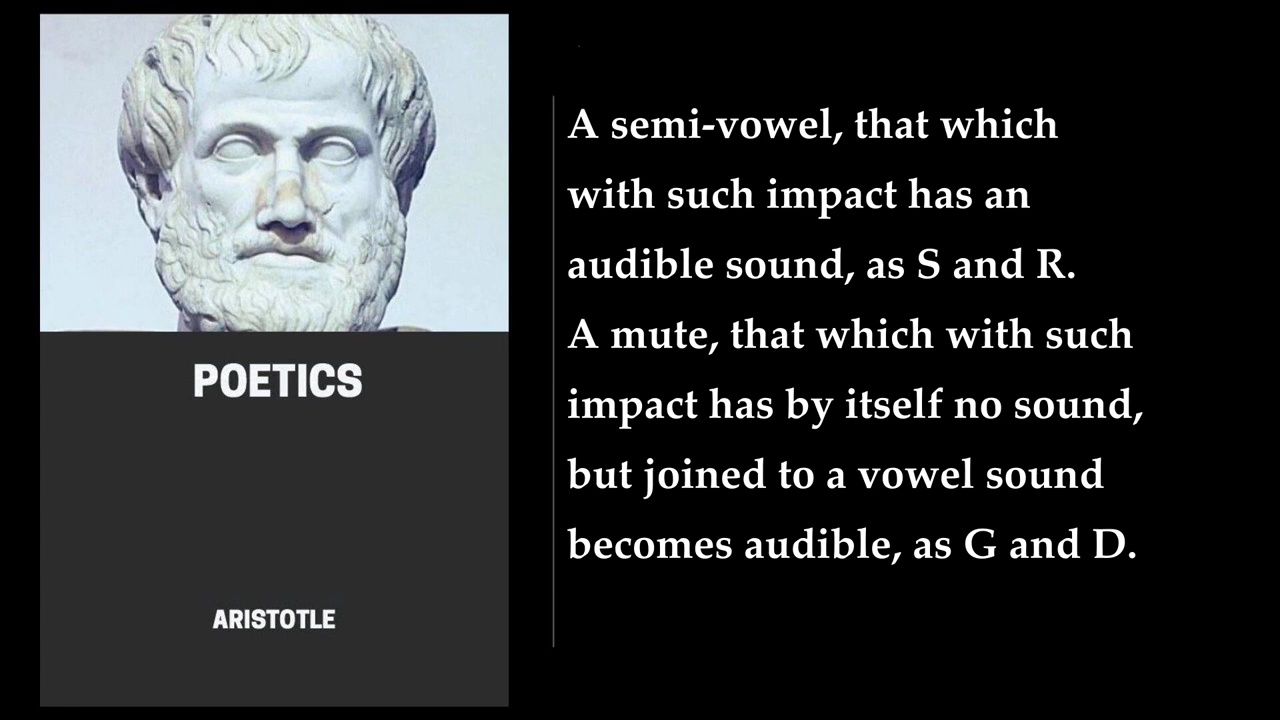 POETICS
ARISTOTLE
A semi-vowel, that which
with such impact has an
audible sound, as S and R.
A mute, that which with such
impact has by itself no sound,
but joined to a vowel sound
becomes audible, as G and D.